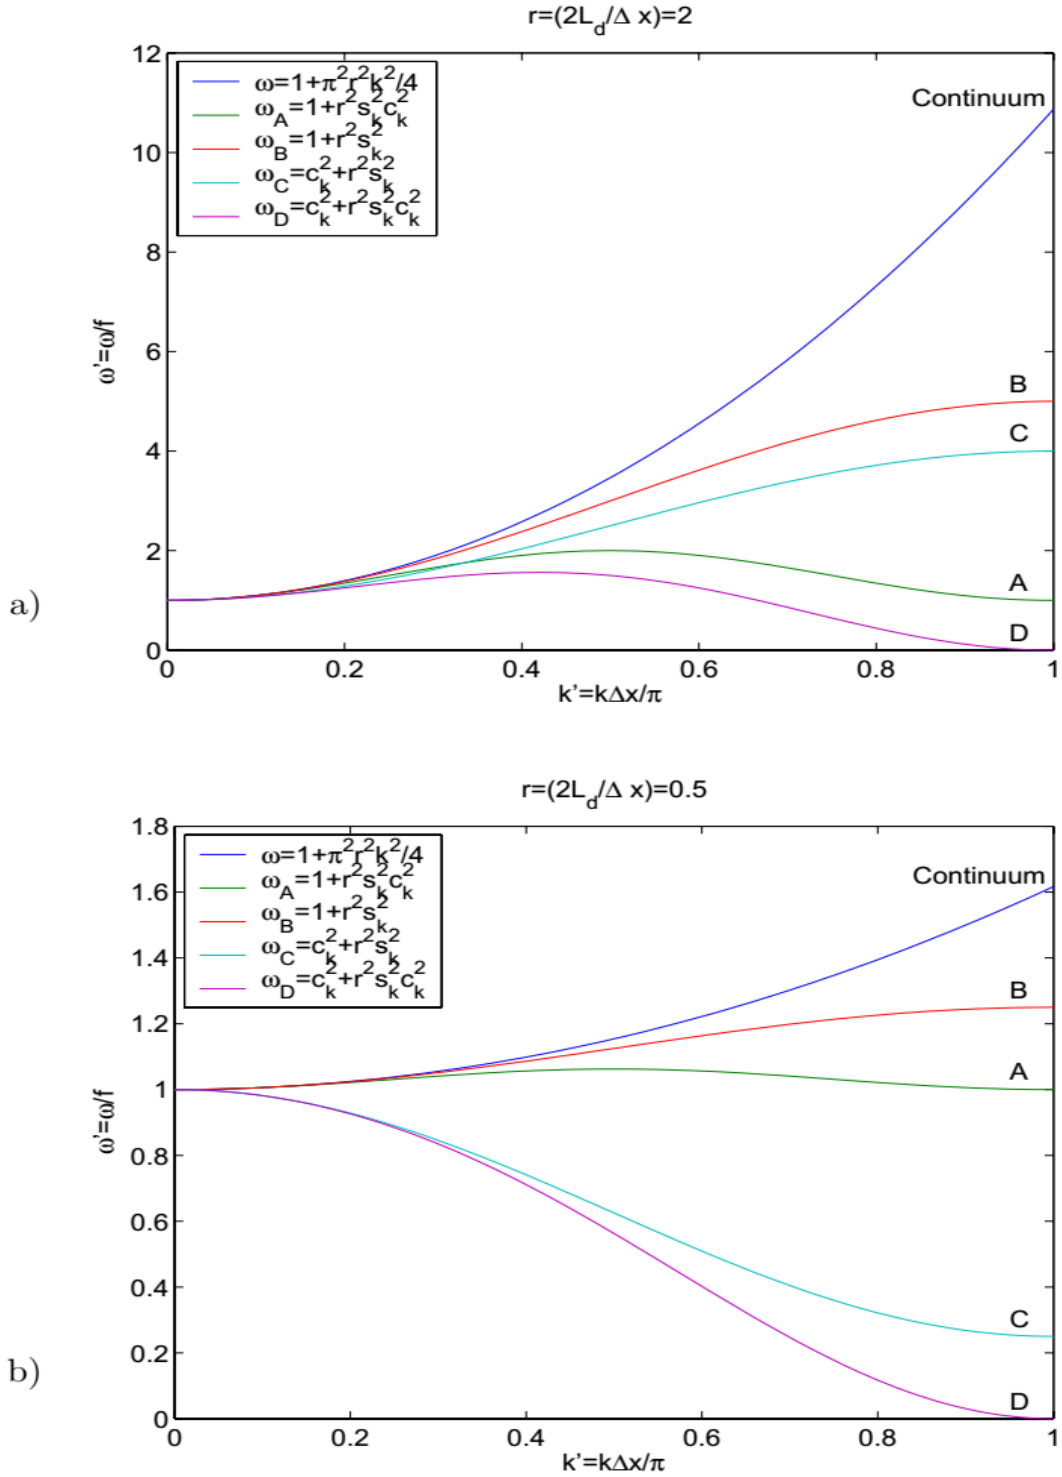 r=(2L_d/Δ x)=2
12
10
8
6
4
2
0
ω'=ω/f
ω=1+π²r²k²/4
ω_A=1+r²s_k²c_k²
ω_B=1+r²s_k²
ω_C=c_k²+r²s_k²
ω_D=c_k²+r²s_k²c_k²
Continuum
B
C
A
D
a)
0 0.2 0.4 0.6 0.8 1
k'=kΔx/π
r=(2L_d/Δ x)=0.5
1.8
1.6
1.4
1.2
1
0.8
0.6
0.4
0.2
0
ω'=ω/f
ω=1+π²r²k²/4
ω_A=1+r²s_k²c_k²
ω_B=1+r²s_k²
ω_C=c_k²+r²s_k²
ω_D=c_k²+r²s_k²c_k²
Continuum
B
A
C
D
b)
0 0.2 0.4 0.6 0.8 1
k'=kΔx/π